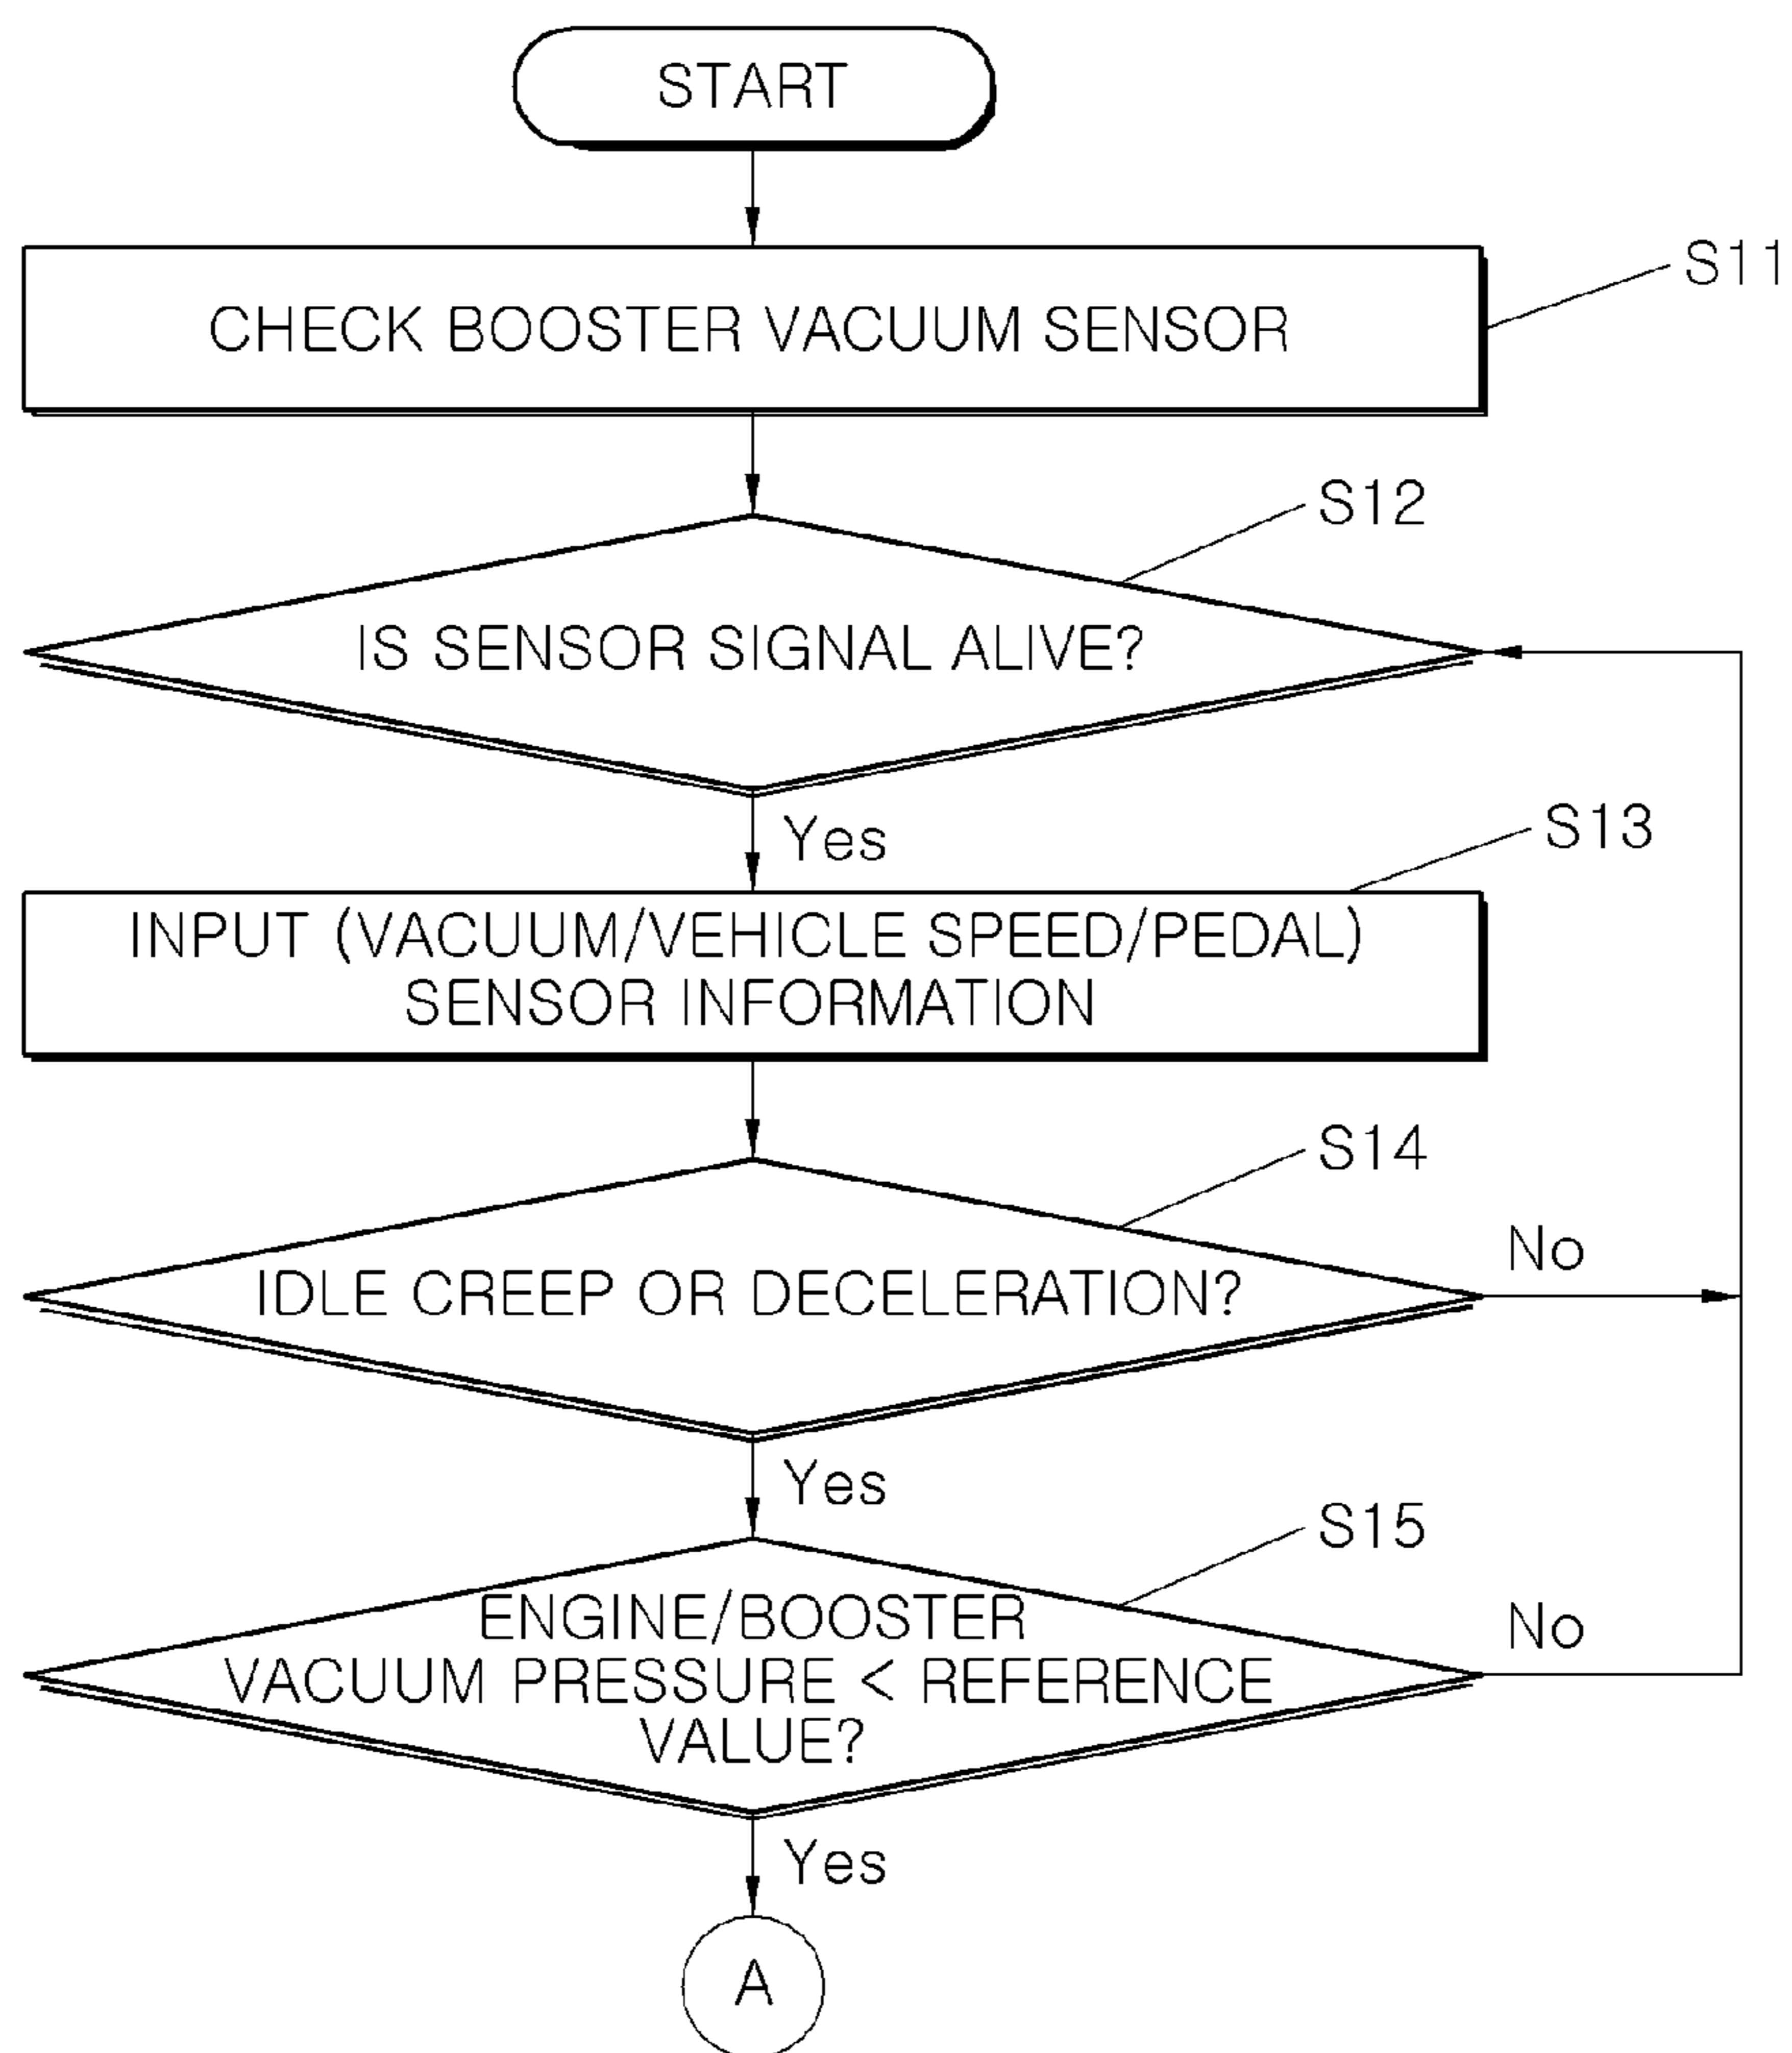 START
S11
CHECK BOOSTER VACUUM SENSOR
S12
IS SENSOR SIGNAL ALIVE?
Yes
S13
INPUT (VACUUM/VEHICLE SPEED/PEDAL)
SENSOR INFORMATION
S14
No
IDLE CREEP OR DECELERATION?
Yes
S15
ENGINE/BOOSTER
No
VACUUM PRESSURE < REFERENCE
VALUE?
Yes
A